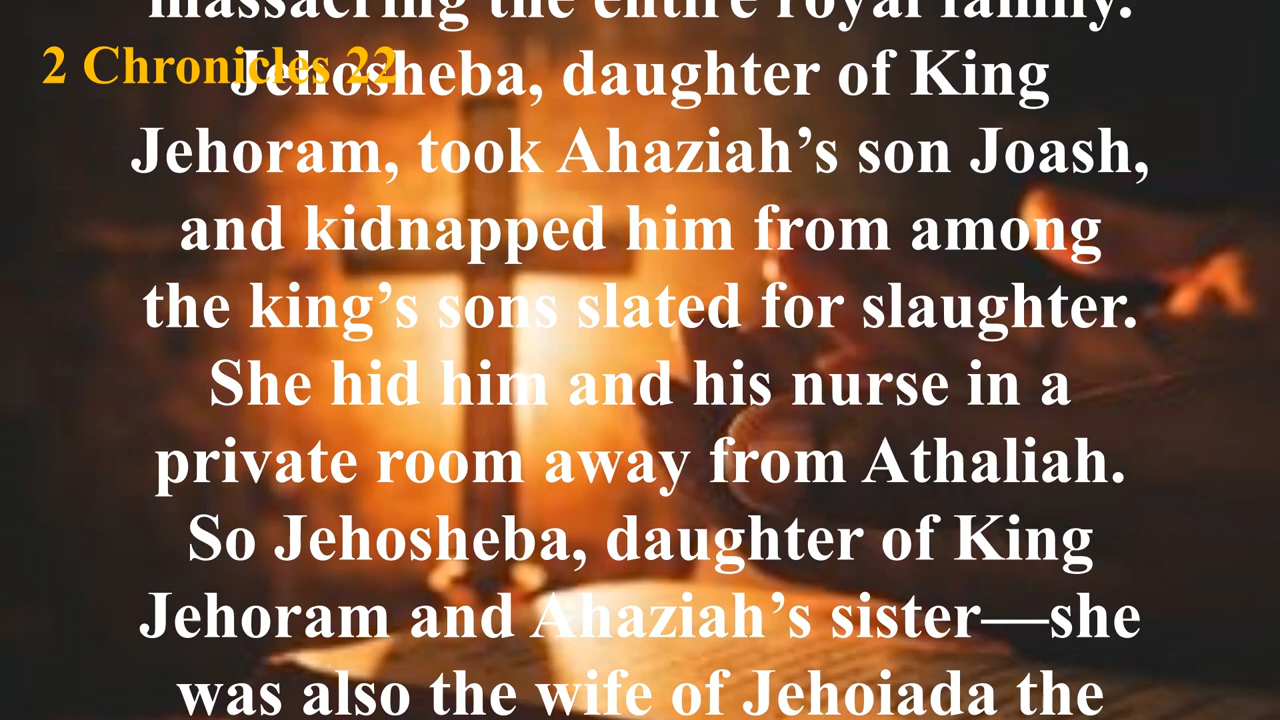 massacring the entire royal family.
2 Chronicles 22
Jehosheba, daughter of King
Jehoram, took Ahaziah’s son Joash,
and kidnapped him from among
the king’s sons slated for slaughter.
She hid him and his nurse in a
private room away from Athaliah.
So Jehosheba, daughter of King
Jehoram and Ahaziah’s sister—she
was also the wife of Jehoiada the